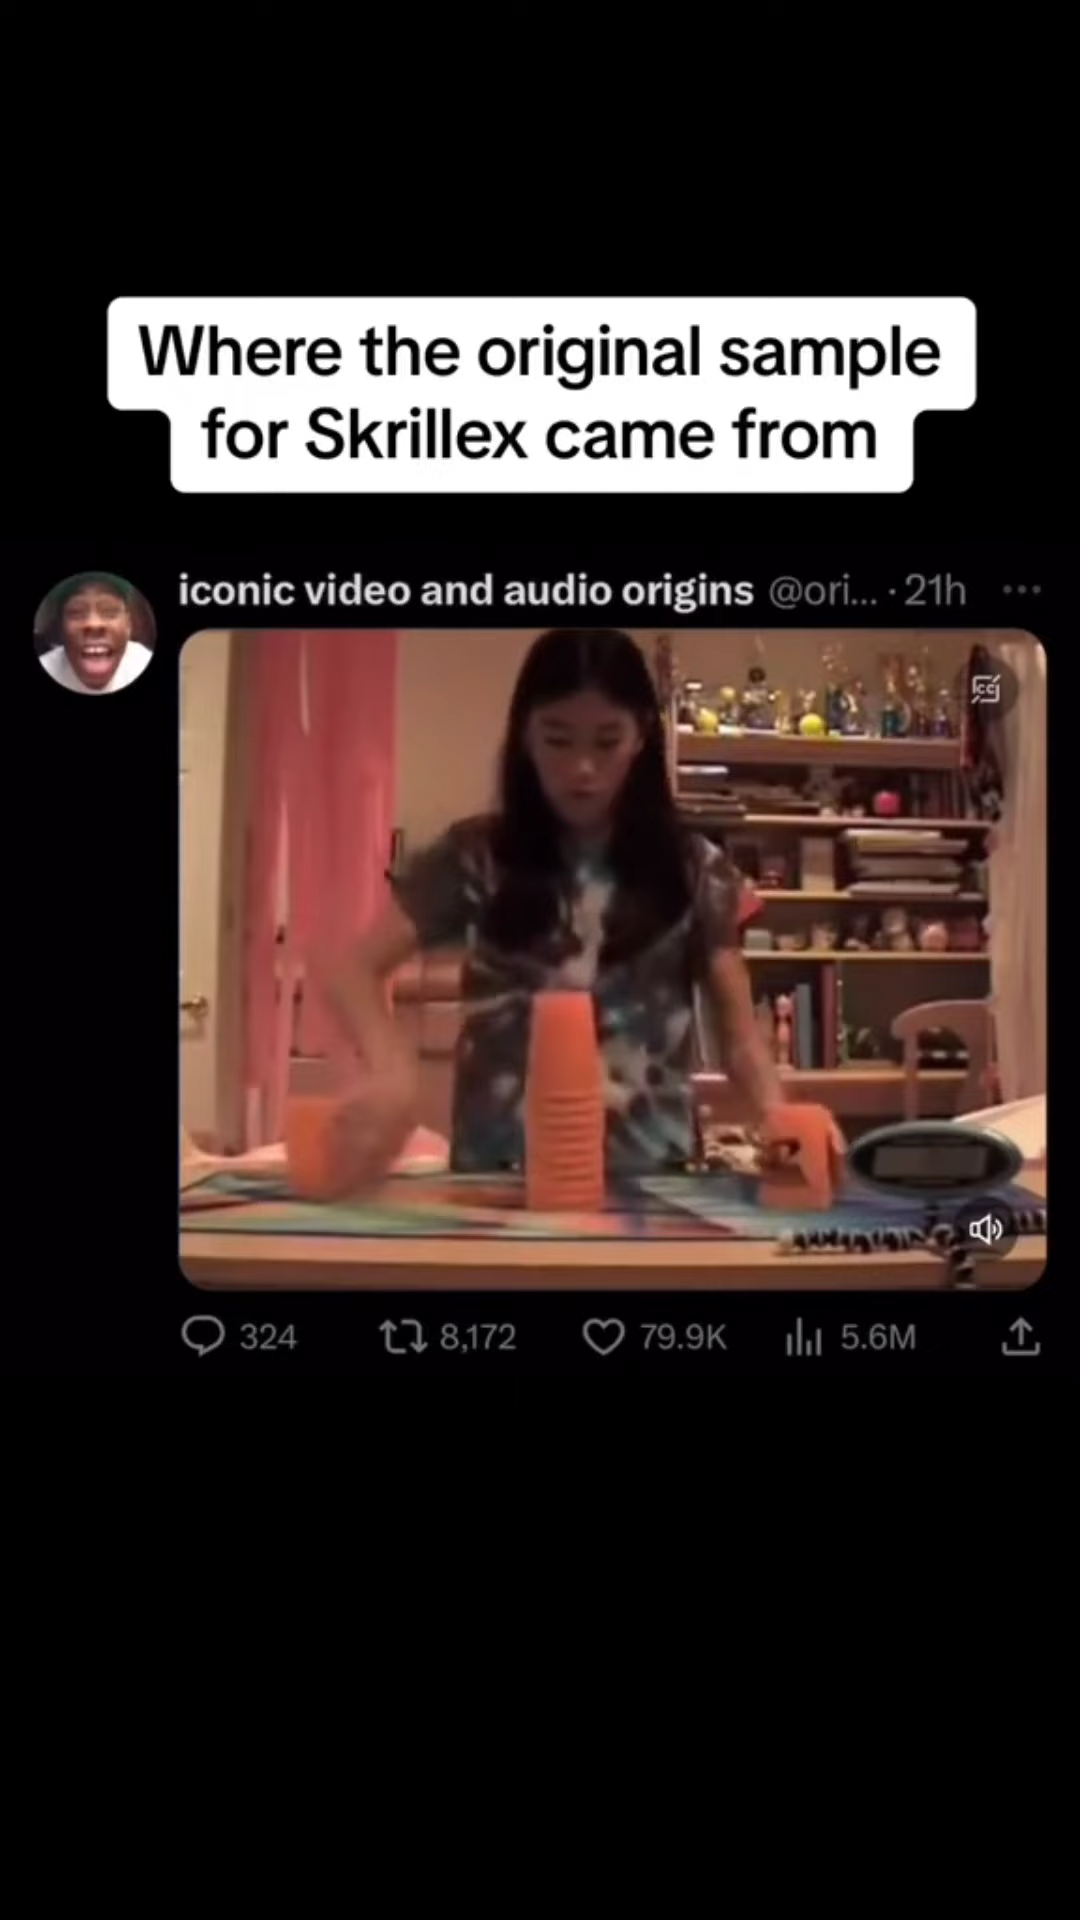 Where the original sample
for Skrillex came from
iconic video and audio origins @ori... · 21h
CC
324 8,172 79.9K 5.6M